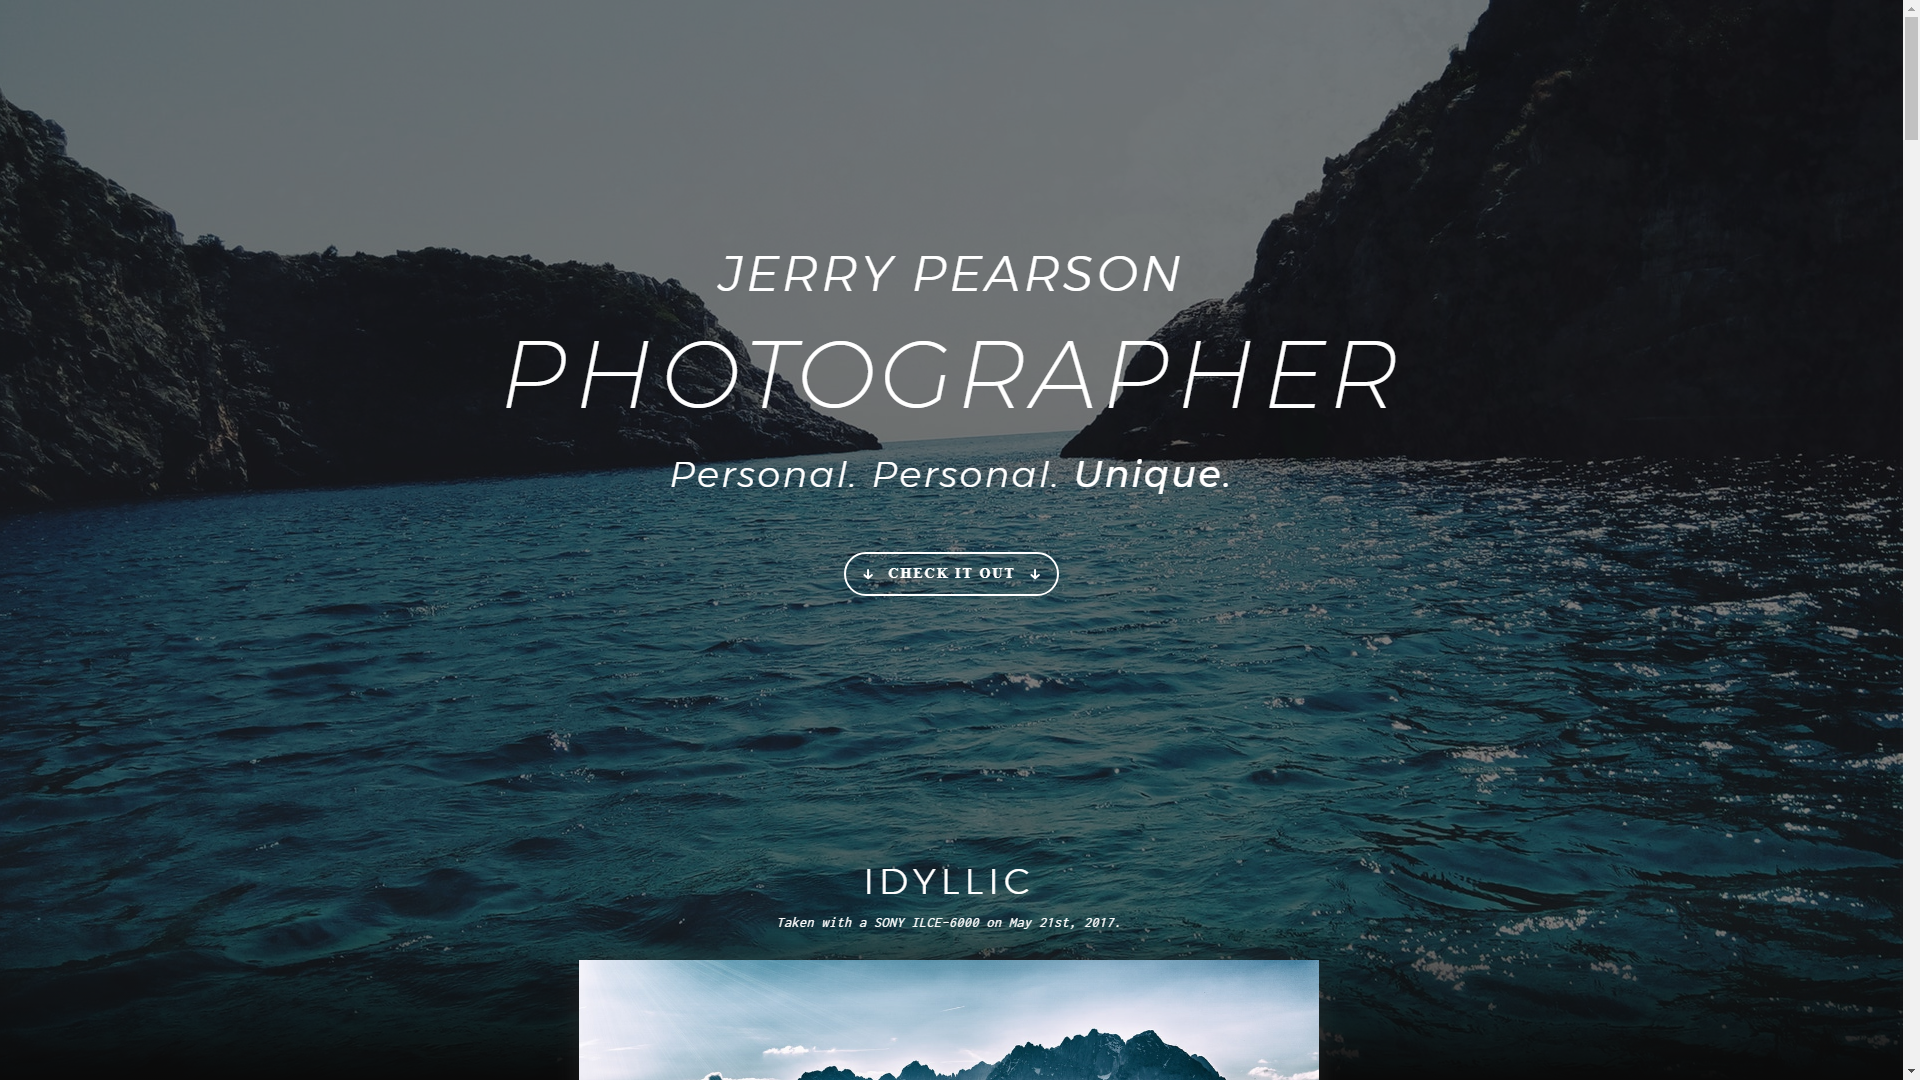 JERRY PEARSON
PHOTOGRAPHER
Personal. Personal. Unique.
↓ CHECK IT OUT ↓
IDYLLIC
Taken with a SONY ILCE-6000 on May 21st, 2017.